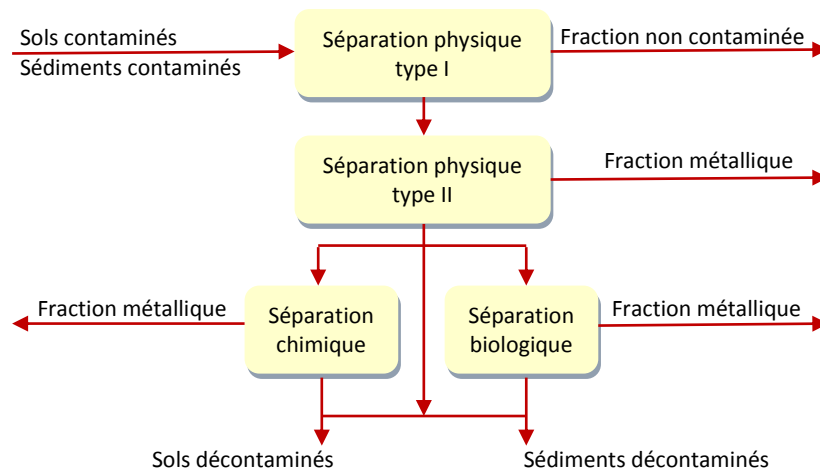 Sols contaminés
Sédiments contaminés
Séparation physique
type I
Fraction non contaminée
Séparation physique
type II
Fraction métallique
Fraction métallique
Séparation
chimique
Séparation
biologique
Fraction métallique
Sols décontaminés
Sédiments décontaminés